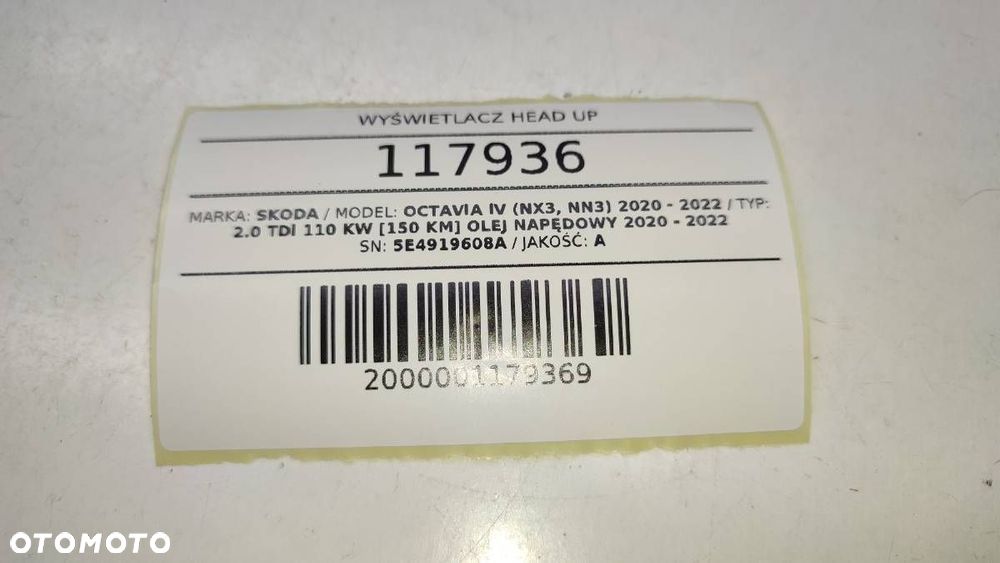 WYŚWIETLACZ HEAD UP
117936
MARKA: SKODA / MODEL: OCTAVIA IV (NX3, NN3) 2020 - 2022 / TYP:
2.0 TDI 110 KW [150 KM] OLEJ NAPĘDOWY 2020 - 2022
SN: 5E4919608A / JAKOŚĆ: A
2000001179369
OTOMOTO